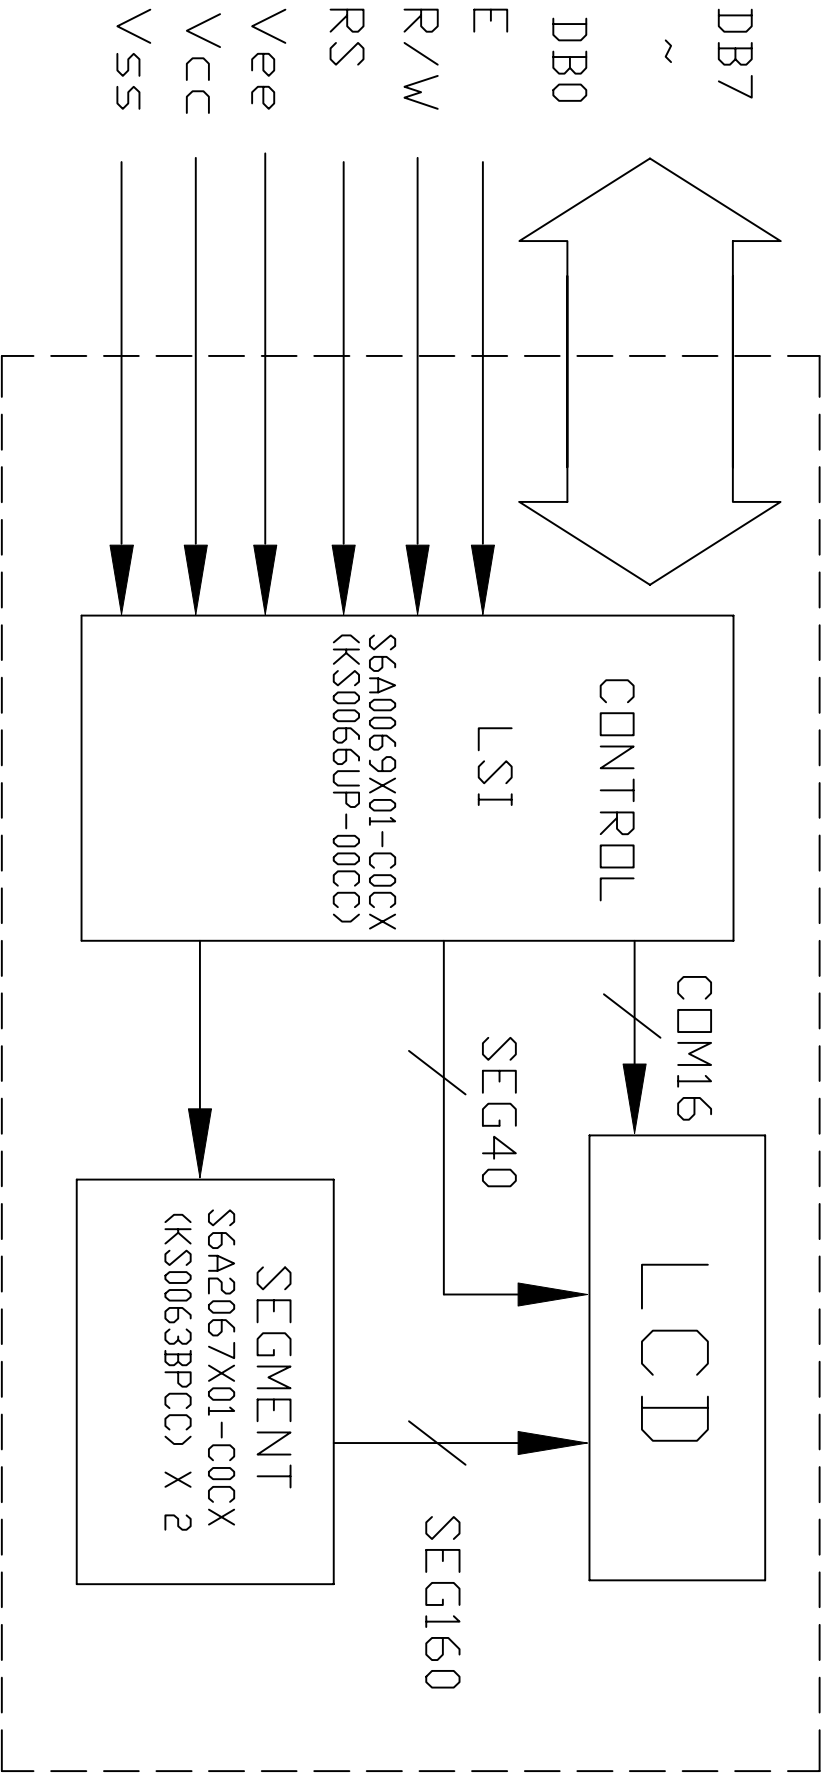 DB7
~
DB0
E
R/W
RS
Vee
Vcc
Vss
CONTROL
LSI
S6A0069X01-C0CX
(KS0066UP-00CC)
COM16
SEG40
LCD
SEGMENT
S6A2067X01-C0CX
(KS0063BPCC) X 2
SEG160